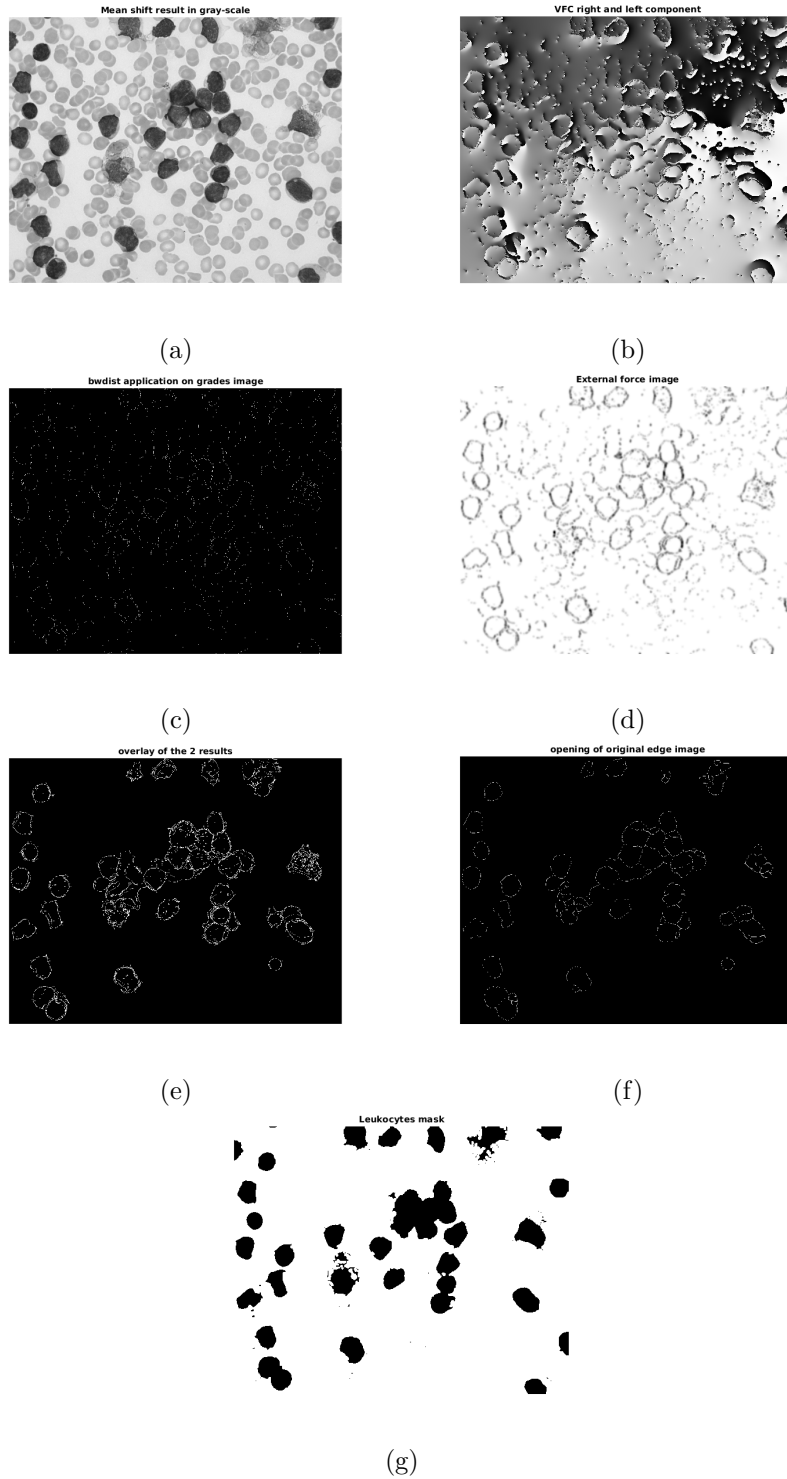 Mean shift result in gray-scale
VFC right and left component
(a)
(b)
bwdist application on grades image
External force image
(c)
(d)
overlay of the 2 results
opening of original edge image
(e)
(f)
Leukocytes mask
(g)